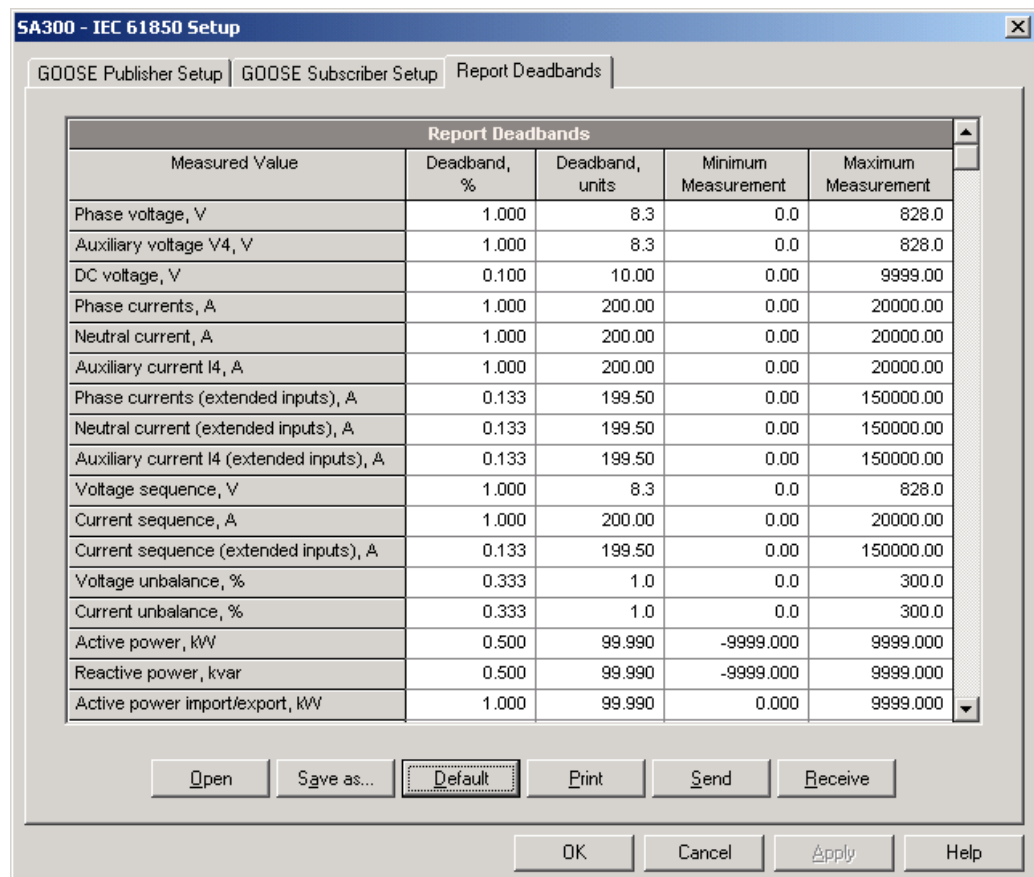 SA300 - IEC 61850 Setup
GOOSE Publisher Setup GOOSE Subscriber Setup Report Deadbands
Report Deadbands
Measured Value Deadband, % Deadband, units Minimum Measurement Maximum Measurement
Phase voltage, V 1.000 8.3 0.0 828.0
Auxiliary voltage V4, V 1.000 8.3 0.0 828.0
DC voltage, V 0.100 10.00 0.00 9999.00
Phase currents, A 1.000 200.00 0.00 20000.00
Neutral current, A 1.000 200.00 0.00 20000.00
Auxiliary current I4, A 1.000 200.00 0.00 20000.00
Phase currents (extended inputs), A 0.133 199.50 0.00 150000.00
Neutral current (extended inputs), A 0.133 199.50 0.00 150000.00
Auxiliary current I4 (extended inputs), A 0.133 199.50 0.00 150000.00
Voltage sequence, V 1.000 8.3 0.0 828.0
Current sequence, A 1.000 200.00 0.00 20000.00
Current sequence (extended inputs), A 0.133 199.50 0.00 150000.00
Voltage unbalance, % 0.333 1.0 0.0 300.0
Current unbalance, % 0.333 1.0 0.0 300.0
Active power, kW 0.500 99.990 -9999.000 9999.000
Reactive power, kvar 0.500 99.990 -9999.000 9999.000
Active power import/export, kW 1.000 99.990 0.000 9999.000
Open Save as... Default Print Send Receive
OK Cancel Apply Help